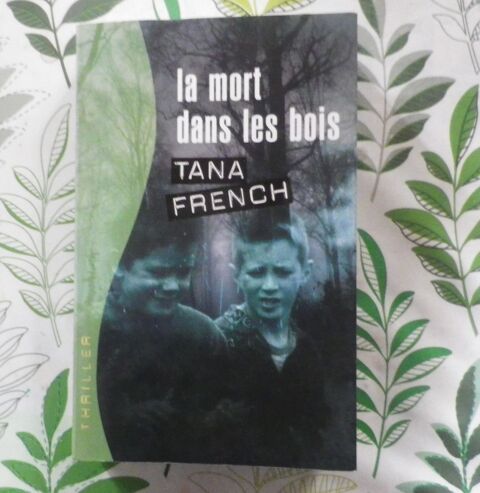 la mort
dans les bois
TANA
FRENCH
THRILLER